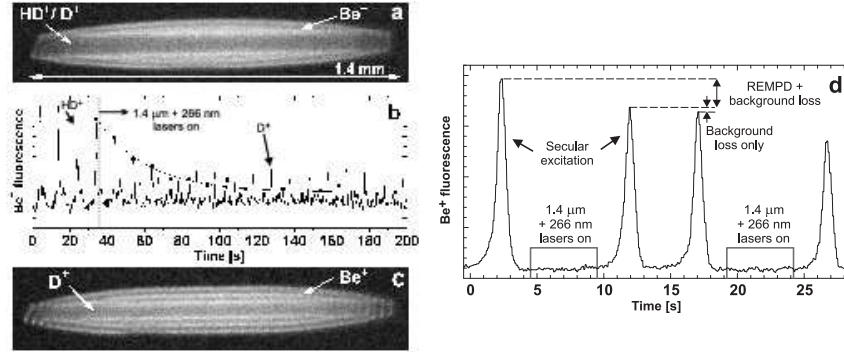 HD⁺/D⁺
Be⁺
a
1.4 mm
b
HD⁺
1.4 μm + 266 nm
lasers on
D⁺
Be⁺ fluorescence
0 20 40 60 80 100 120 140 160 180 200
Time [s]
D⁺
Be⁺
c
d
REMPD +
background loss
Secular
excitation
Background
loss only
Be⁺ fluorescence
1.4 μm
+ 266 nm
lasers on
1.4 μm
+ 266 nm
lasers on
0 5 10 15 20 25
Time [s]